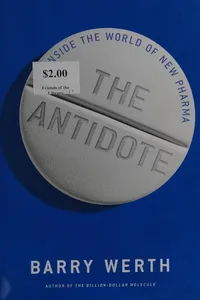 INSIDE THE WORLD OF NEW PHARMA
$2.00
Friends of the
THE
ANTIDOTE
BARRY WERTH
AUTHOR OF THE BILLION-DOLLAR MOLECULE